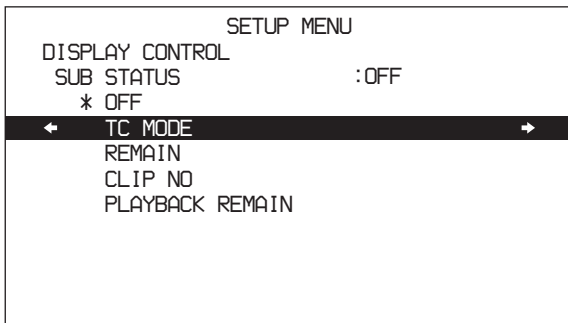 SETUP MENU
DISPLAY CONTROL
SUB STATUS :OFF
* OFF
TC MODE
REMAIN
CLIP NO
PLAYBACK REMAIN